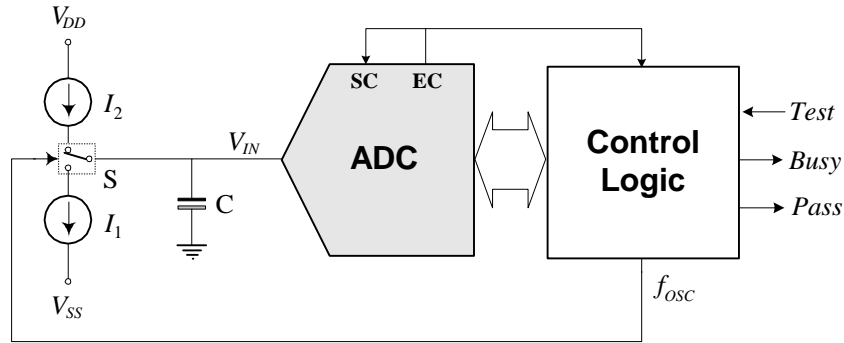 V_DD
I_2
S
I_1
V_SS
V_IN
C
SC EC
ADC
Control
Logic
Test
Busy
Pass
f_OSC